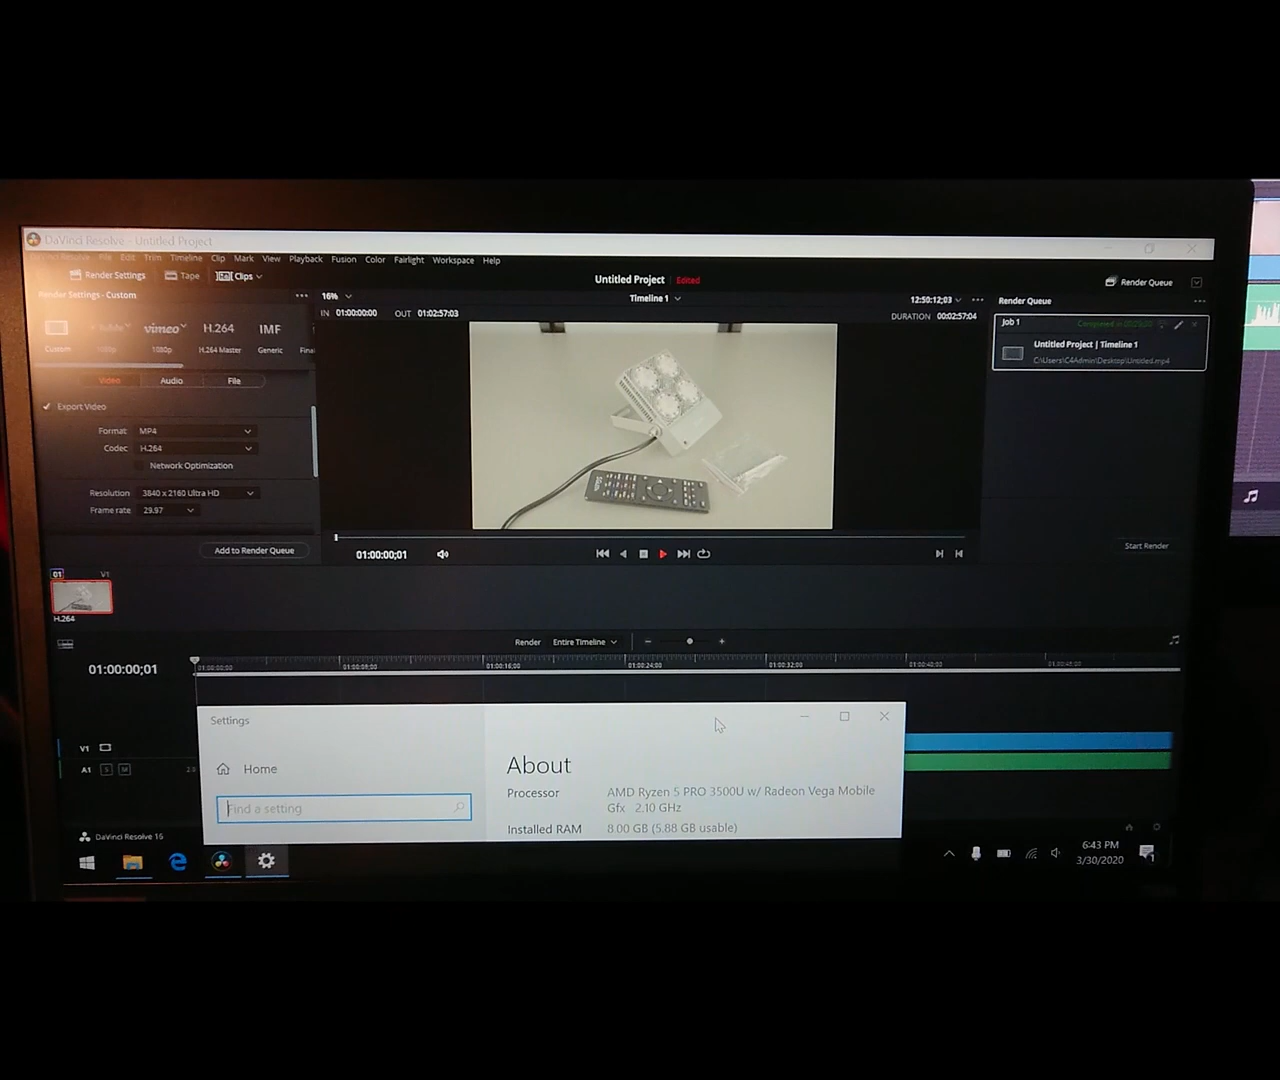 DaVinci Resolve - Untitled Project
DaVinci Resolve File Edit Trim Timeline Clip Mark View Playback Fusion Color Fairlight Workspace Help
Render Settings Tape Clips
Untitled Project Edited
Render Queue
Render Settings - Custom
16%
Timeline 1
12:50:12;03
Render Queue
IN 01:00:00;00 OUT 01:02:57;03
DURATION 00:02:57;04
vimeo H.264 IMF
Custom 1080p 1080p H.264 Master Generic Fina
Video Audio File
Export Video
Format MP4
Codec H.264
Network Optimization
Resolution 3840 x 2160 Ultra HD
Frame rate 29.97
Add to Render Queue
01:00:00;01
Job 1
Untitled Project | Timeline 1
C:\Users\C4Admin\Desktop\Untitled.mp4
Start Render
01 V1
H.264
Render Entire Timeline
01:00:00;01
01:00:00;00 01:00:08;00 01:00:16;00 01:00:24;00 01:00:32;00 01:00:40;00 01:00:48;00
V1
A1 S M 2.0
Settings
Home
Find a setting
About
Processor AMD Ryzen 5 PRO 3500U w/ Radeon Vega Mobile
Gfx 2.10 GHz
Installed RAM 8.00 GB (5.88 GB usable)
DaVinci Resolve 16
6:43 PM
3/30/2020
1